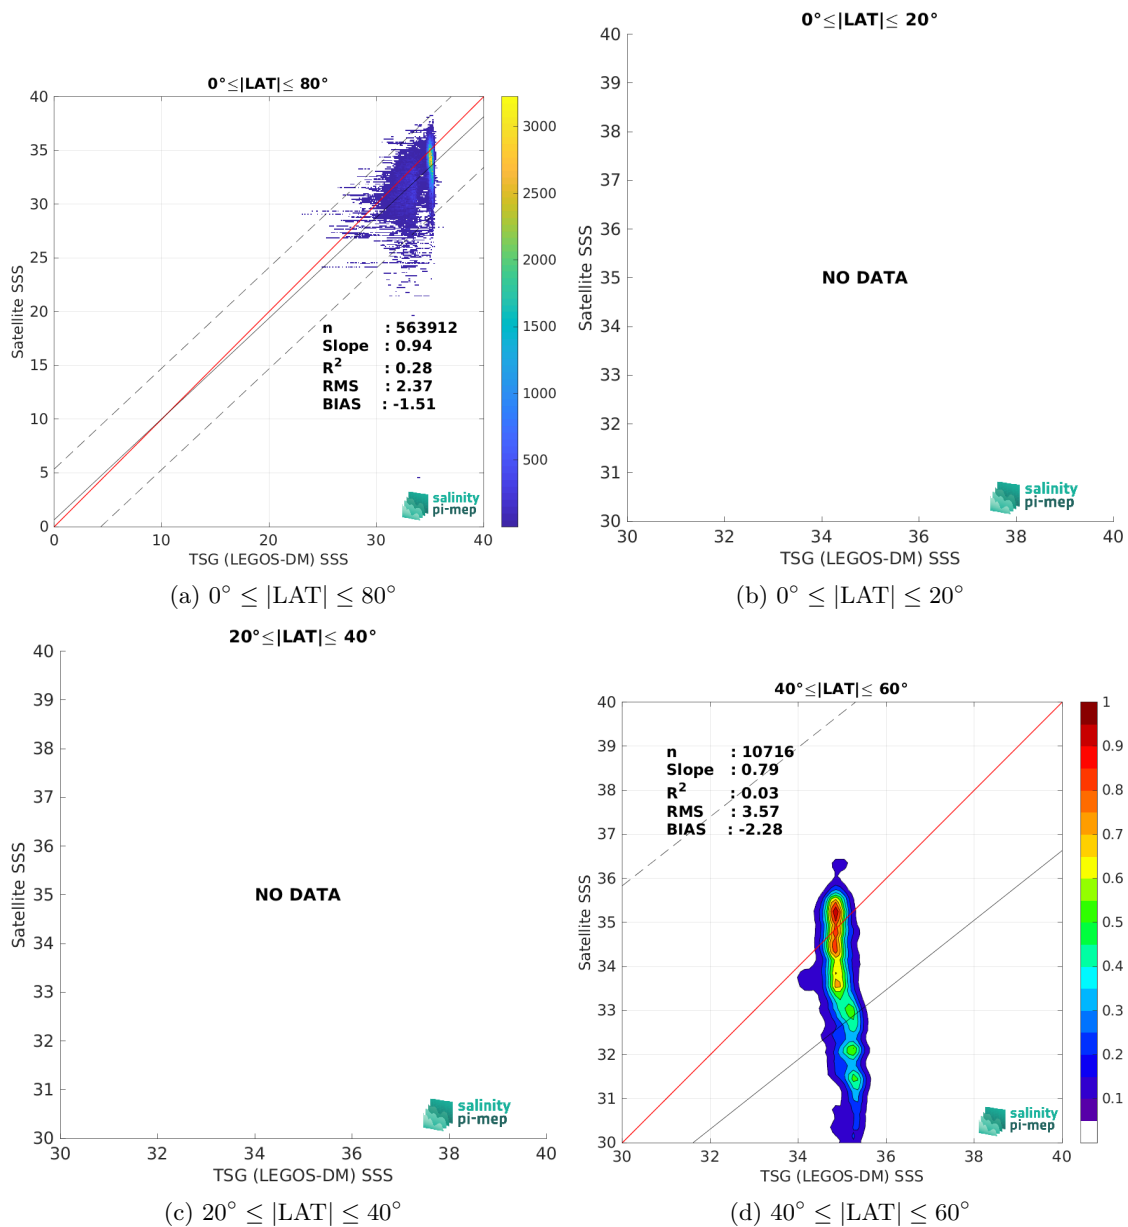 0°≤|LAT|≤ 80°
40
35
30
25
20
15
10
5
0
Satellite SSS
n : 563912
Slope : 0.94
R² : 0.28
RMS : 2.37
BIAS : -1.51
salinity
pi-mep
0 10 20 30 40
TSG (LEGOS-DM) SSS
3000
2500
2000
1500
1000
500
(a) 0° ≤ |LAT| ≤ 80°
0°≤|LAT|≤ 20°
40
39
38
37
36
35
34
33
32
31
30
Satellite SSS
NO DATA
salinity
pi-mep
30 32 34 36 38 40
TSG (LEGOS-DM) SSS
(b) 0° ≤ |LAT| ≤ 20°
20°≤|LAT|≤ 40°
40
39
38
37
36
35
34
33
32
31
30
Satellite SSS
NO DATA
salinity
pi-mep
30 32 34 36 38 40
TSG (LEGOS-DM) SSS
(c) 20° ≤ |LAT| ≤ 40°
40°≤|LAT|≤ 60°
40
39
38
37
36
35
34
33
32
31
30
Satellite SSS
n : 10716
Slope : 0.79
R² : 0.03
RMS : 3.57
BIAS : -2.28
salinity
pi-mep
30 32 34 36 38 40
TSG (LEGOS-DM) SSS
1
0.9
0.8
0.7
0.6
0.5
0.4
0.3
0.2
0.1
(d) 40° ≤ |LAT| ≤ 60°